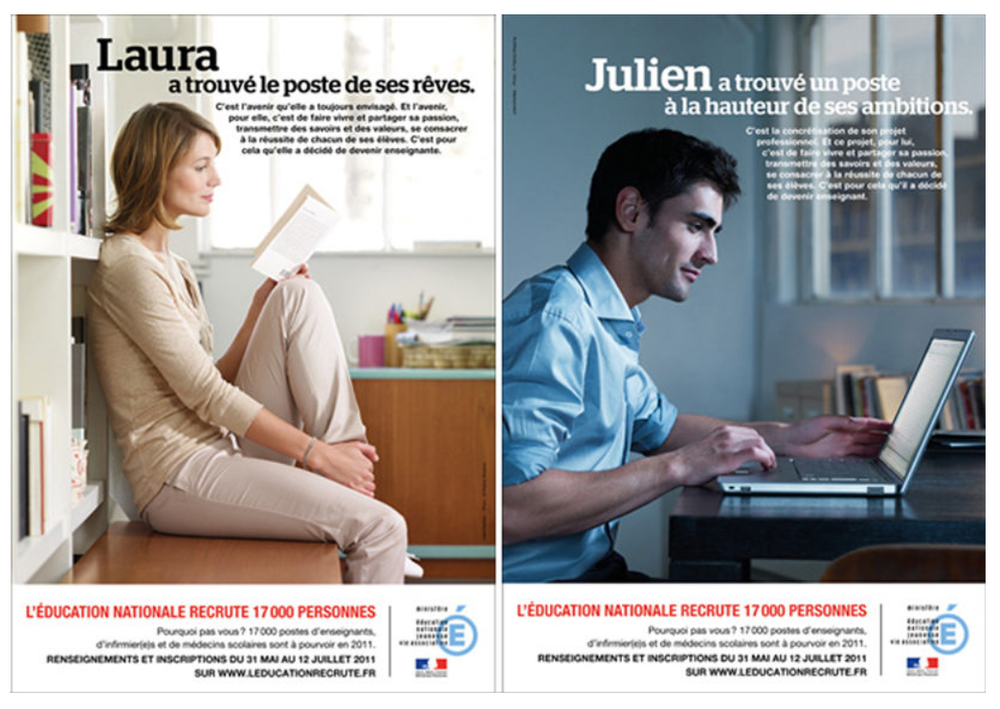 Laura
a trouvé le poste de ses rêves.
C'est l'avenir qu'elle a toujours envisagé. Et l'avenir,
pour elle, c'est de faire vivre et partager sa passion,
transmettre des savoirs et des valeurs, se consacrer
à la réussite de chacun de ses élèves. C'est pour
cela qu'elle a décidé de devenir enseignante.
L'ÉDUCATION NATIONALE RECRUTE 17 000 PERSONNES
Pourquoi pas vous ? 17 000 postes d'enseignants,
d'infirmier(e)s et de médecins scolaires sont à pourvoir en 2011.
RENSEIGNEMENTS ET INSCRIPTIONS DU 31 MAI AU 12 JUILLET 2011
SUR WWW.LEDUCATIONRECRUTE.FR
ministère
éducation
nationale
jeunesse
vie associative
É
Julien a trouvé un poste
à la hauteur de ses ambitions.
C'est la concrétisation de son projet
professionnel. Et ce projet, pour lui,
c'est de faire vivre et partager sa passion,
transmettre des savoirs et des valeurs,
se consacrer à la réussite de chacun de
ses élèves. C'est pour cela qu'il a décidé
de devenir enseignant.
L'ÉDUCATION NATIONALE RECRUTE 17 000 PERSONNES
Pourquoi pas vous ? 17 000 postes d'enseignants,
d'infirmier(e)s et de médecins scolaires sont à pourvoir en 2011.
RENSEIGNEMENTS ET INSCRIPTIONS DU 31 MAI AU 12 JUILLET 2011
SUR WWW.LEDUCATIONRECRUTE.FR
ministère
éducation
nationale
jeunesse
vie associative
É